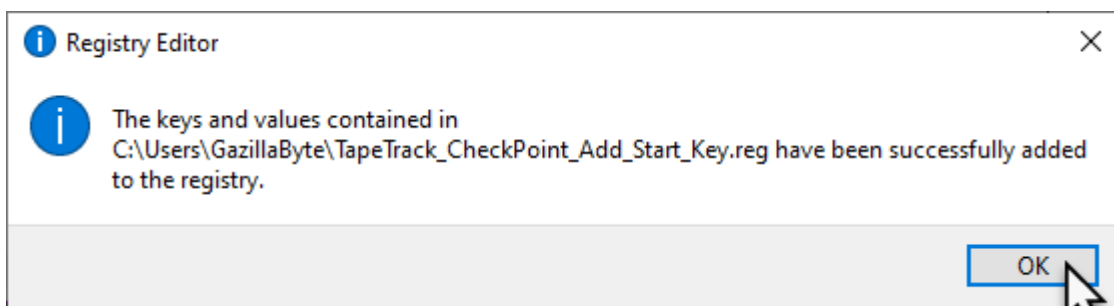 Registry Editor
The keys and values contained in
C:\Users\GazillaByte\TapeTrack_CheckPoint_Add_Start_Key.reg have been successfully added
to the registry.
OK